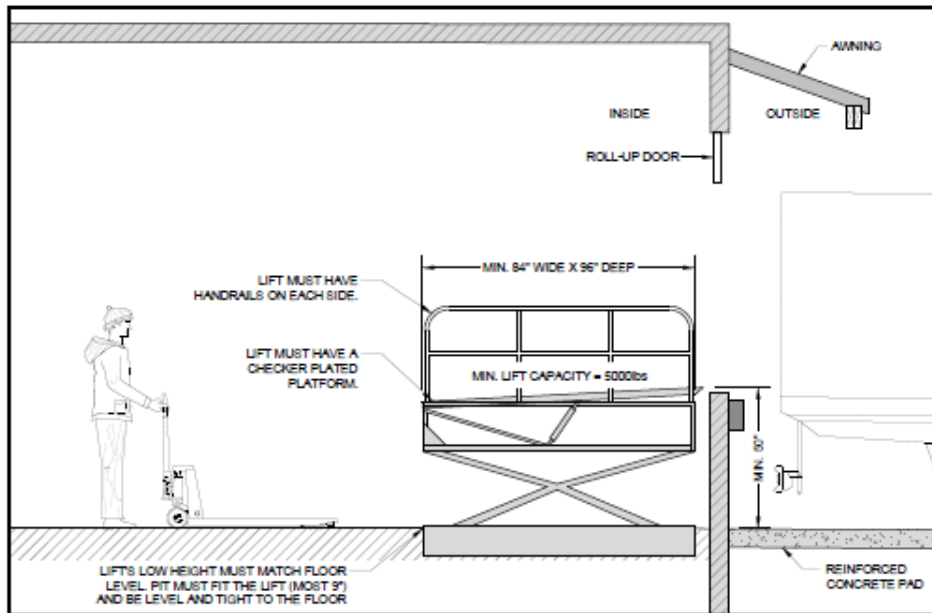 AWNING
INSIDE
OUTSIDE
ROLL-UP DOOR
MIN. 84" WIDE X 96" DEEP
LIFT MUST HAVE
HANDRAILS ON EACH SIDE.
LIFT MUST HAVE A
CHECKER PLATED
PLATFORM.
MIN. LIFT CAPACITY = 5000lbs
MIN. 50"
LIFT'S LOW HEIGHT MUST MATCH FLOOR
LEVEL. PIT MUST FIT THE LIFT (MOST 9")
AND BE LEVEL AND TIGHT TO THE FLOOR
REINFORCED
CONCRETE PAD